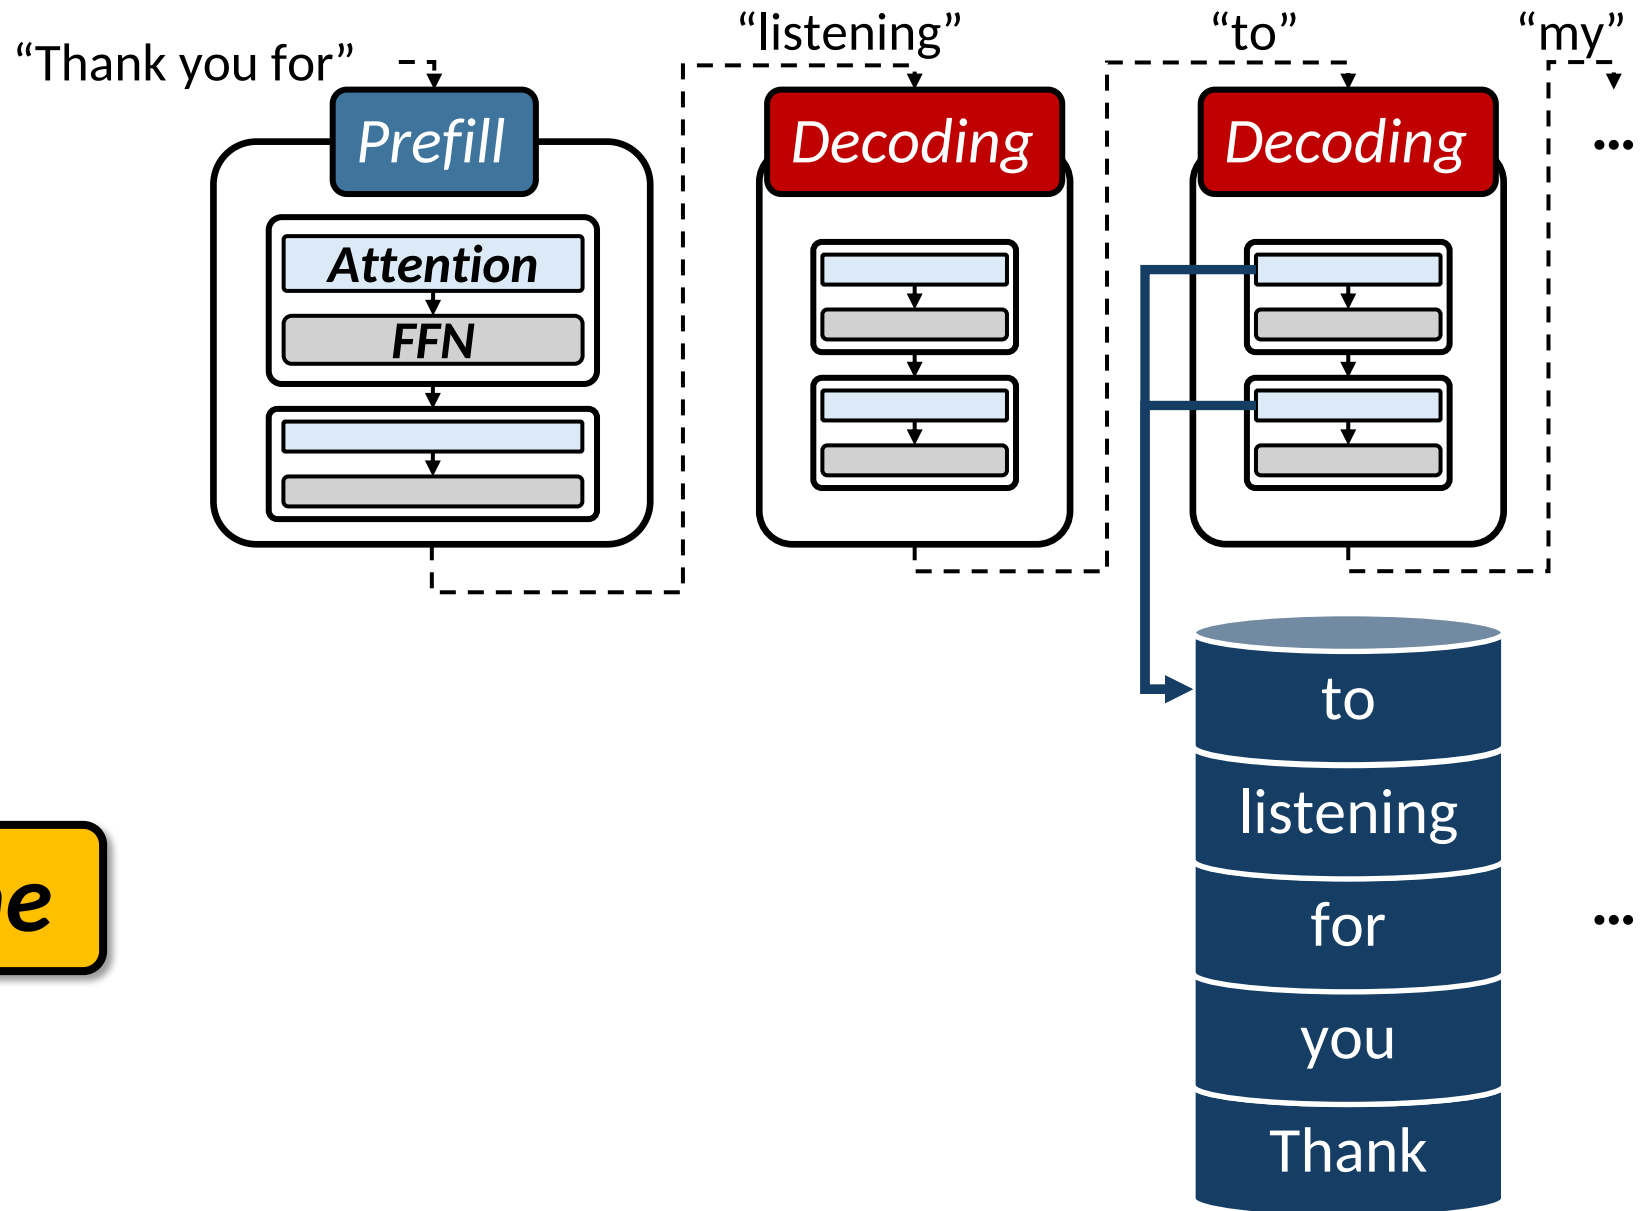 “Thank you for”
“listening”
“to”
“my”
Prefill
Decoding
Decoding
...
Attention
FFN
to
listening
for
...
you
Thank